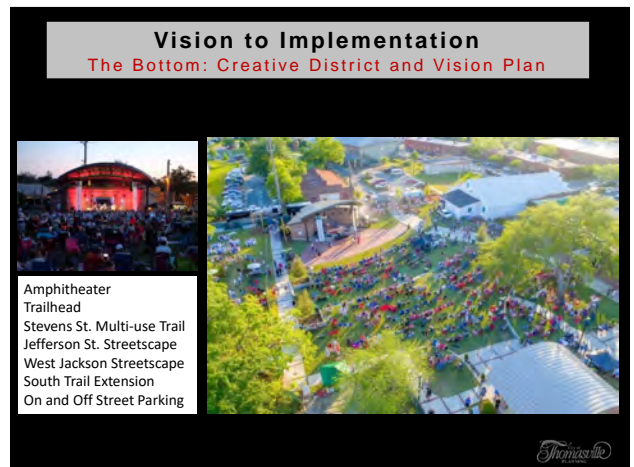 Vision to Implementation
The Bottom: Creative District and Vision Plan
Amphitheater
Trailhead
Stevens St. Multi-use Trail
Jefferson St. Streetscape
West Jackson Streetscape
South Trail Extension
On and Off Street Parking
Thomasville
PLANNING